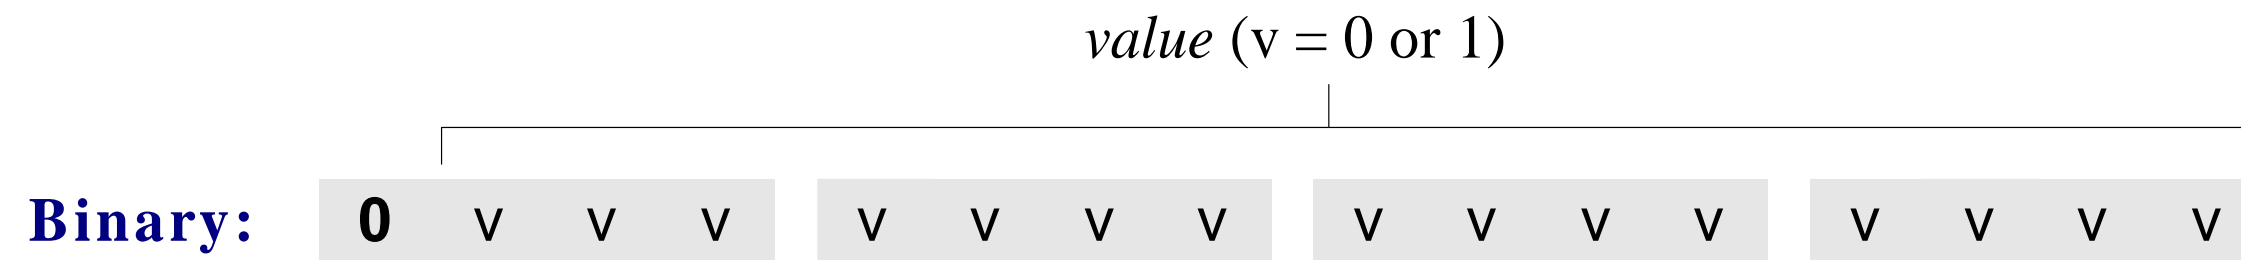 value (v = 0 or 1)
Binary: 0 v v v v v v v v v v v v v v v